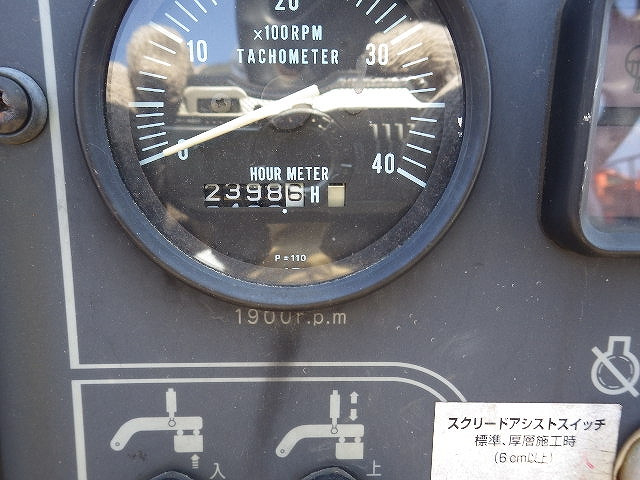 20
×100RPM
10
30
TACHOMETER
0
40
HOUR METER
23986 H
P=110
1900r.p.m
スクリードアシストスイッチ
標準、厚層施工時
(6cm以上)
入
上